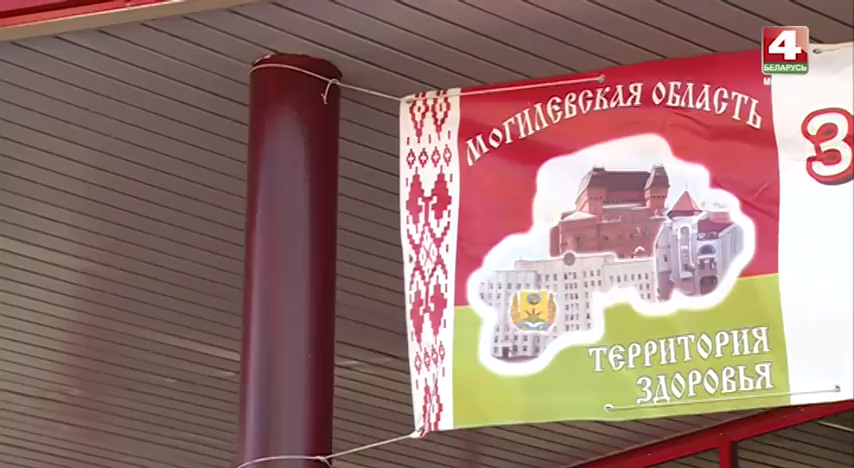 4
БЕЛАРУСЬ
МОГИЛЕВСКАЯ ОБЛАСТЬ
З
ТЕРРИТОРИЯ
ЗДОРОВЬЯ